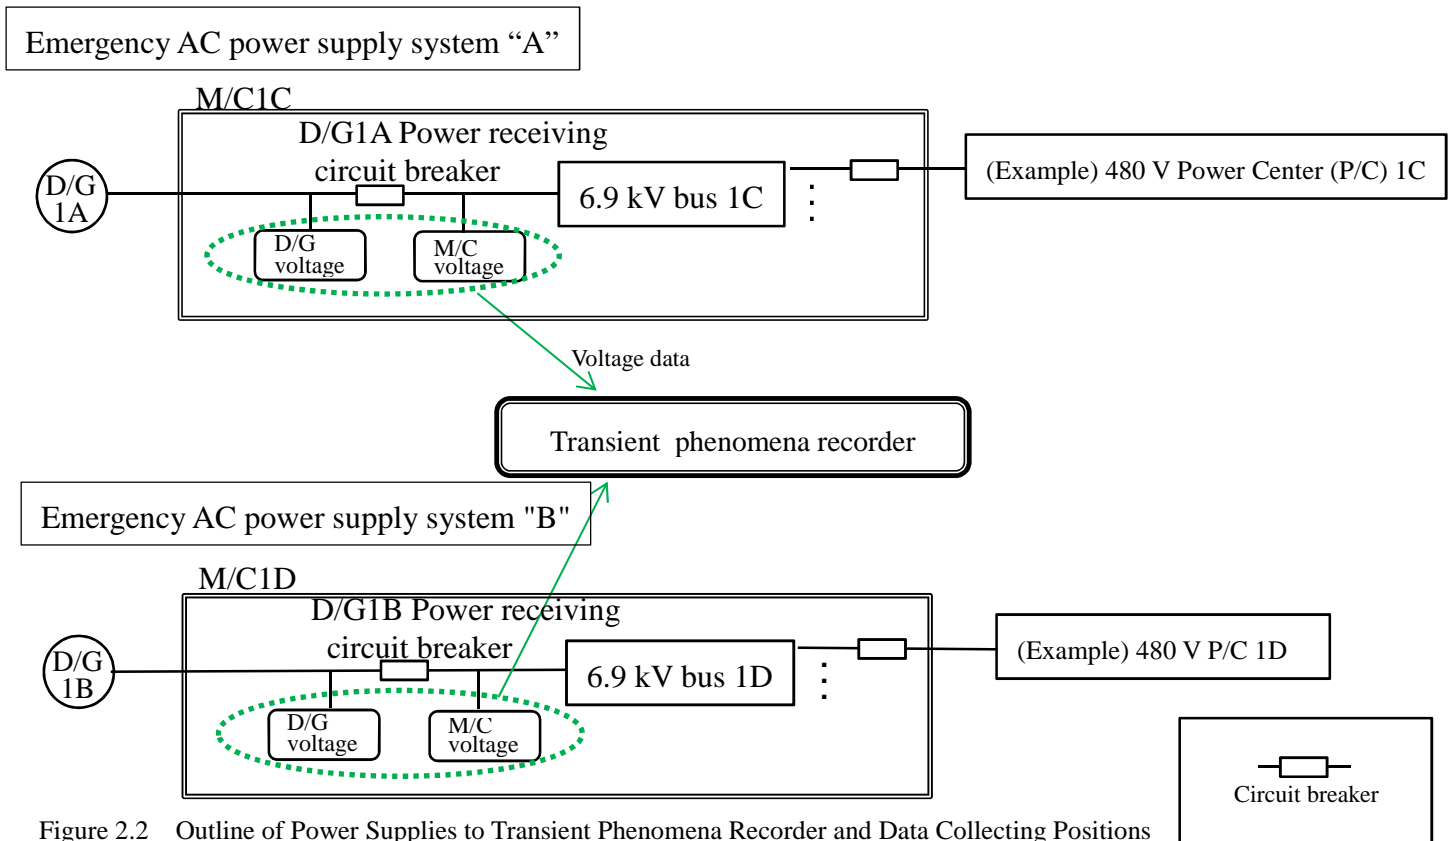 Emergency AC power supply system “A”
M/C1C
D/G1A Power receiving
circuit breaker
D/G
1A
6.9 kV bus 1C
(Example) 480 V Power Center (P/C) 1C
D/G
voltage
M/C
voltage
Voltage data
Transient phenomena recorder
Emergency AC power supply system "B"
M/C1D
D/G1B Power receiving
circuit breaker
D/G
1B
6.9 kV bus 1D
(Example) 480 V P/C 1D
D/G
voltage
M/C
voltage
Circuit breaker
Figure 2.2 Outline of Power Supplies to Transient Phenomena Recorder and Data Collecting Positions